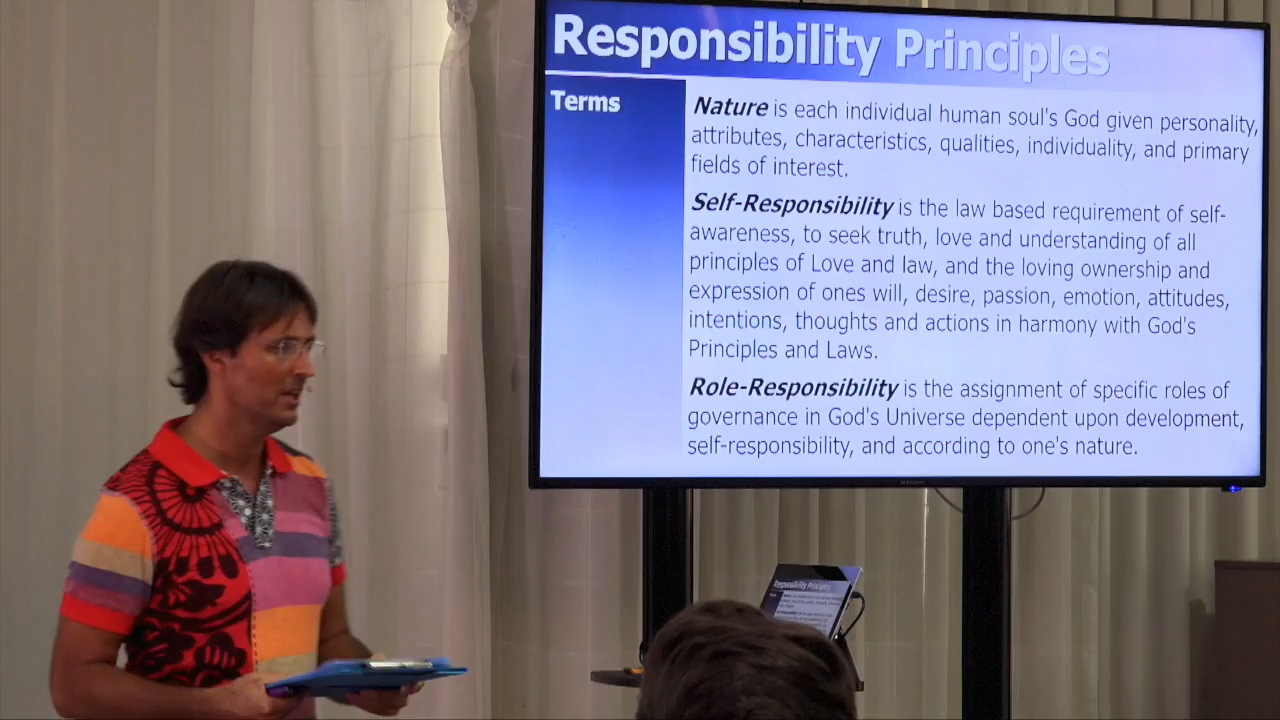 Responsibility Principles
Terms
Nature is each individual human soul's God given personality,
attributes, characteristics, qualities, individuality, and primary
fields of interest.
Self-Responsibility is the law based requirement of self-
awareness, to seek truth, love and understanding of all
principles of Love and law, and the loving ownership and
expression of ones will, desire, passion, emotion, attitudes,
intentions, thoughts and actions in harmony with God's
Principles and Laws.
Role-Responsibility is the assignment of specific roles of
governance in God's Universe dependent upon development,
self-responsibility, and according to one's nature.
Responsibility Principles